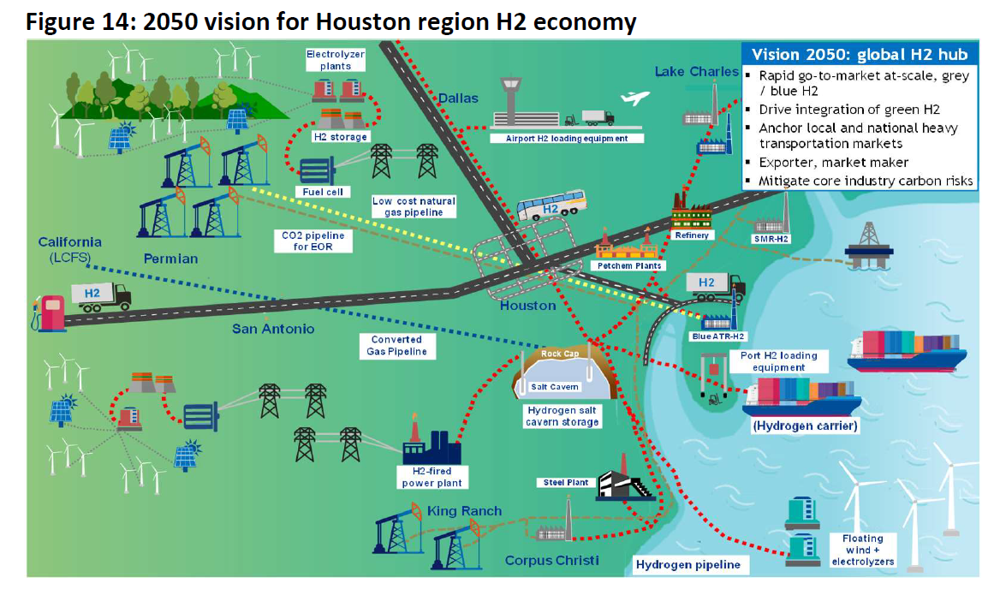 Figure 14: 2050 vision for Houston region H2 economy
Electrolyzer
plants
H2 storage
Fuel cell
Dallas
Airport H2 loading equipment
Lake Charles
Vision 2050: global H2 hub
▪ Rapid go-to-market at-scale, grey
/ blue H2
▪ Drive integration of green H2
▪ Anchor local and national heavy
transportation markets
▪ Exporter, market maker
▪ Mitigate core industry carbon risks
Low cost natural
gas pipeline
H2
CO2 pipeline
for EOR
Refinery
SMR-H2
Petchem Plants
California
(LCFS)
Permian
H2
H2
Houston
San Antonio
Blue ATR-H2
Converted
Gas Pipeline
Rock Cap
Salt Cavern
Port H2 loading
equipment
Hydrogen salt
cavern storage
(Hydrogen carrier)
H2-fired
power plant
Steel Plant
King Ranch
Corpus Christi
Hydrogen pipeline
Floating
wind +
electrolyzers